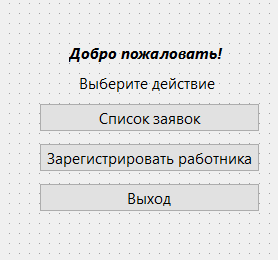 Добро пожаловать!
Выберите действие
Список заявок
Зарегистрировать работника
Выход